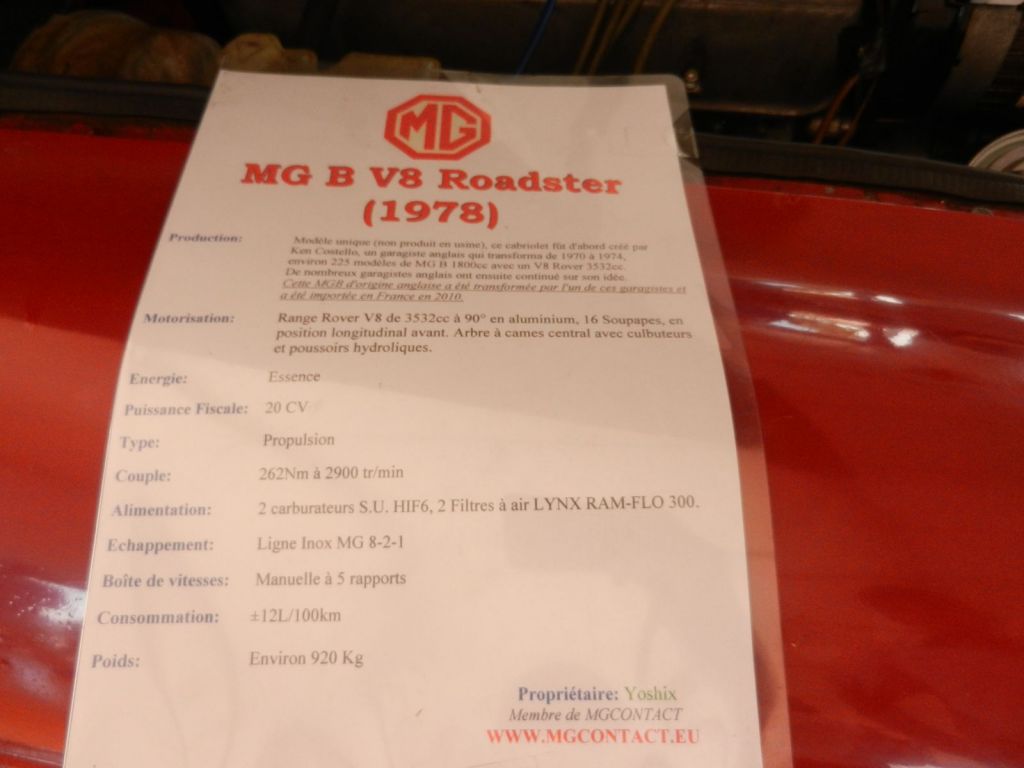 MG
MG B V8 Roadster
(1978)
Production: Modèle unique (non produit en usine), ce cabriolet fût d'abord créé par
Ken Costello, un garagiste anglais qui transforma de 1970 à 1974,
environ 225 modèles de MG B 1800cc avec un V8 Rover 3532cc.
De nombreux garagistes anglais ont ensuite continué sur son idée.
Cette MGB d'origine anglaise a été transformée par l'un de ces garagistes et
a été importée en France en 2010.
Motorisation: Range Rover V8 de 3532cc à 90° en aluminium, 16 Soupapes, en
position longitudinal avant. Arbre à cames central avec culbuteurs
et poussoirs hydroliques.
Energie: Essence
Puissance Fiscale: 20 CV
Type: Propulsion
Couple: 262Nm à 2900 tr/min
Alimentation: 2 carburateurs S.U. HIF6, 2 Filtres à air LYNX RAM-FLO 300.
Echappement: Ligne Inox MG 8-2-1
Boîte de vitesses: Manuelle à 5 rapports
Consommation: ±12L/100km
Poids: Environ 920 Kg
Propriétaire: Yoshix
Membre de MGCONTACT
WWW.MGCONTACT.EU